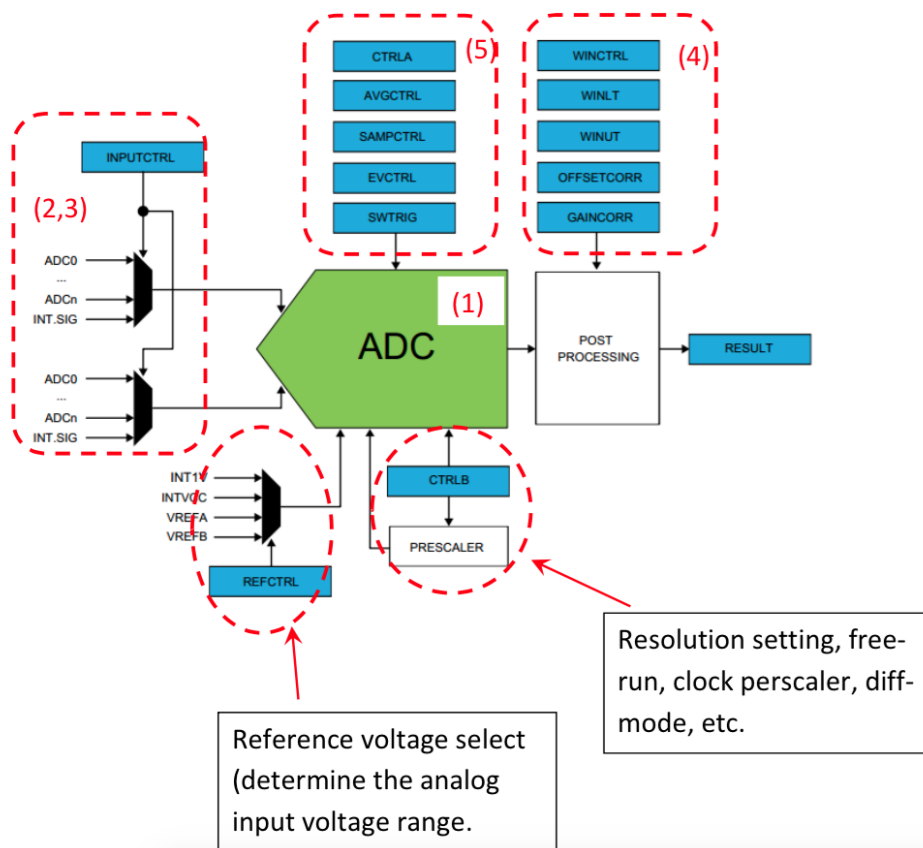 CTRLA
(5)
AVGCTRL
SAMPCTRL
EVCTRL
SWTRIG
WINCTRL
(4)
WINLT
WINUT
OFFSETCORR
GAINCORR
INPUTCTRL
(2,3)
ADC0
...
ADCn
INT.SIG
ADC0
...
ADCn
INT.SIG
(1)
ADC
POST
PROCESSING
RESULT
INT1V
INTVCC
VREFA
VREFB
REFCTRL
CTRLB
PRESCALER
Resolution setting, free-
run, clock perscaler, diff-
mode, etc.
Reference voltage select
(determine the analog
input voltage range.